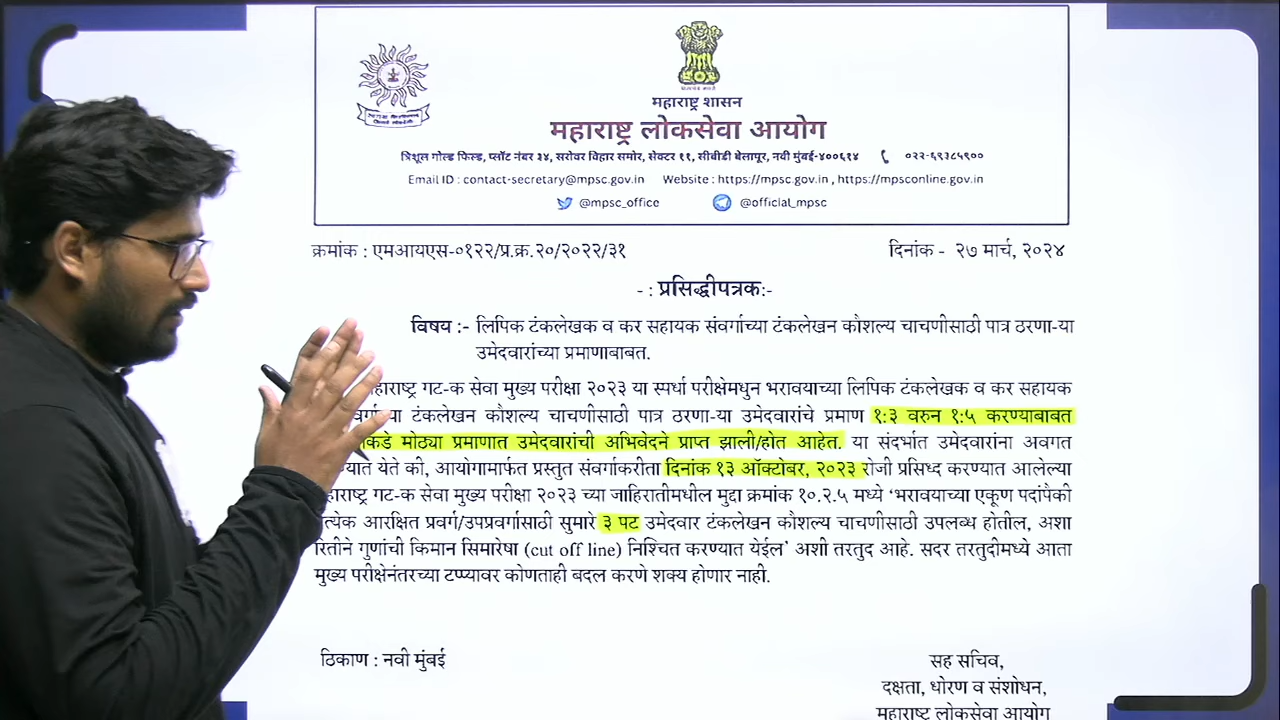 महाराष्ट्र शासन
महाराष्ट्र लोकसेवा आयोग
त्रिशूल गोल्ड फिल्ड, प्लॉट नंबर ३४, सरोवर विहार समोर, सेक्टर ११, सीबीडी बेलापूर, नवी मुंबई-४००६१४ ०२२-६९३८५९००
Email ID : contact-secretary@mpsc.gov.in Website : https://mpsc.gov.in , https://mpsconline.gov.in
@mpsc_office @official_mpsc
क्रमांक : एमआयएस-०१२२/प्र.क्र.२०/२०२२/३१ दिनांक - २७ मार्च, २०२४
- : प्रसिद्धीपत्रक:-
विषय :- लिपिक टंकलेखक व कर सहायक संवर्गाच्या टंकलेखन कौशल्य चाचणीसाठी पात्र ठरणा-या
उमेदवारांच्या प्रमाणाबाबत.
हाराष्ट्र गट-क सेवा मुख्य परीक्षा २०२३ या स्पर्धा परीक्षेमधुन भरावयाच्या लिपिक टंकलेखक व कर सहायक
टंकलेखन कौशल्य चाचणीसाठी पात्र ठरणा-या उमेदवारांचे प्रमाण १:३ वरुन १:५ करण्याबाबत
कडे मोठ्या प्रमाणात उमेदवारांची अभिवेदने प्राप्त झाली/होत आहेत. या संदर्भात उमेदवारांना अवगत
यात येते की, आयोगामार्फत प्रस्तुत संवर्गाकरीता दिनांक १३ ऑक्टोबर, २०२३ रोजी प्रसिध्द करण्यात आलेल्या
हाराष्ट्र गट-क सेवा मुख्य परीक्षा २०२३ च्या जाहिरातीमधील मुद्दा क्रमांक १०.२.५ मध्ये ‘भरावयाच्या एकूण पदांपैकी
त्येक आरक्षित प्रवर्ग/उपप्रवर्गासाठी सुमारे ३ पट उमेदवार टंकलेखन कौशल्य चाचणीसाठी उपलब्ध होतील, अशा
रितीने गुणांची किमान सिमारेषा (cut off line) निश्चित करण्यात येईल’ अशी तरतुद आहे. सदर तरतुदीमध्ये आता
मुख्य परीक्षेनंतरच्या टप्प्यावर कोणताही बदल करणे शक्य होणार नाही.
ठिकाण : नवी मुंबई सह सचिव,
दक्षता, धोरण व संशोधन,
महाराष्ट्र लोकसेवा आयोग